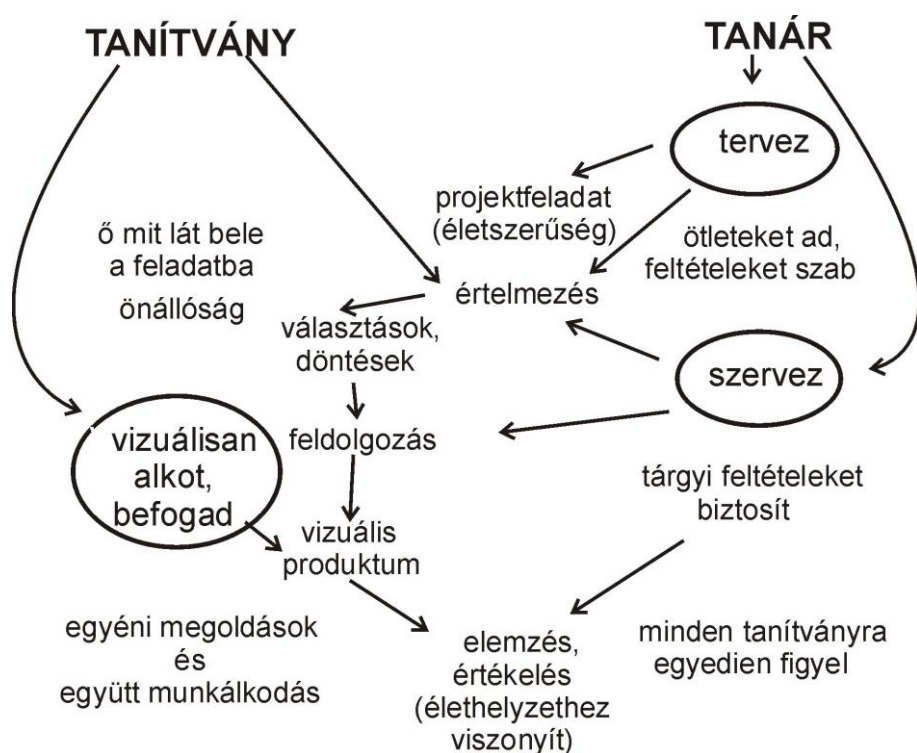 TANÍTVÁNY
TANÁR
tervez
projektfeladat
(életszerűség)
ő mit lát bele
a feladatba
önállóság
ötleteket ad,
feltételeket szab
értelmezés
választások,
döntések
szervez
vizuálisan
alkot,
befogad
feldolgozás
tárgyi feltételeket
biztosít
vizuális
produktum
egyéni megoldások
és
együtt munkálkodás
elemzés,
értékelés
(élethelyzethez
viszonyít)
minden tanítványra
egyedien figyel